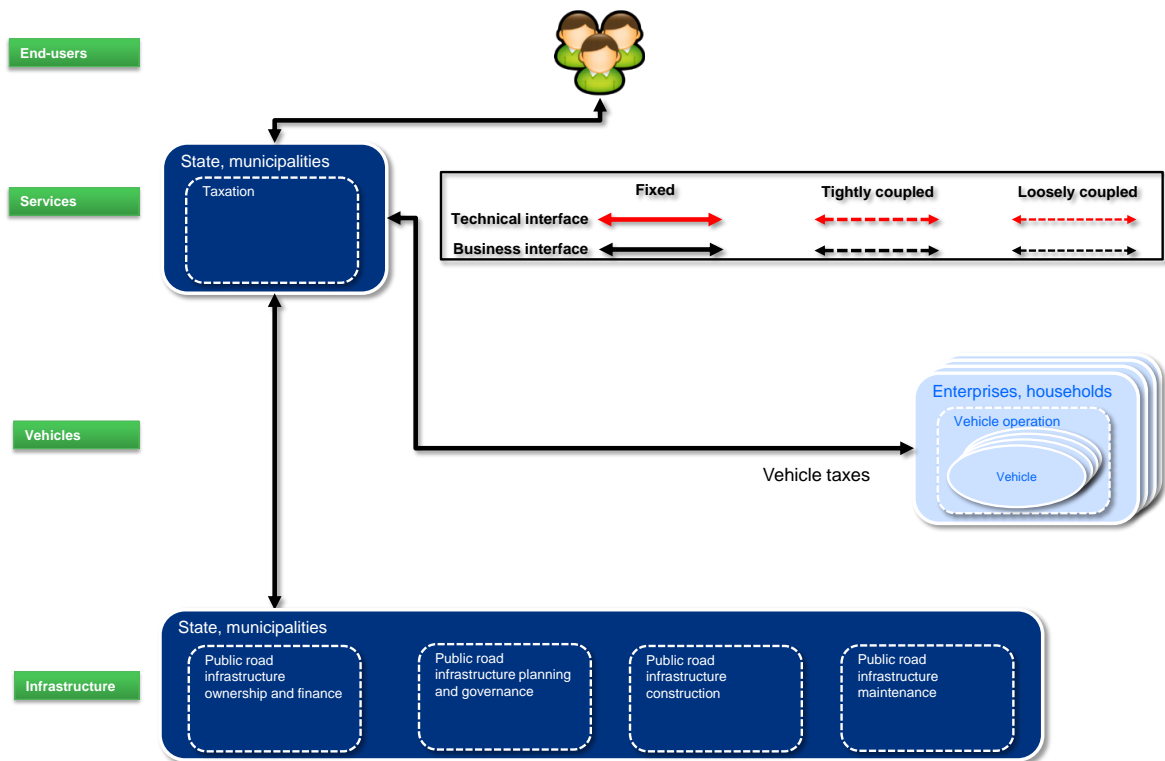 End-users
State, municipalities
Taxation
Services
Fixed
Tightly coupled
Loosely coupled
Technical interface
Business interface
Enterprises, households
Vehicle operation
Vehicle
Vehicles
Vehicle taxes
State, municipalities
Public road
infrastructure
ownership and finance
Public road
infrastructure planning
and governance
Public road
infrastructure
construction
Public road
infrastructure
maintenance
Infrastructure